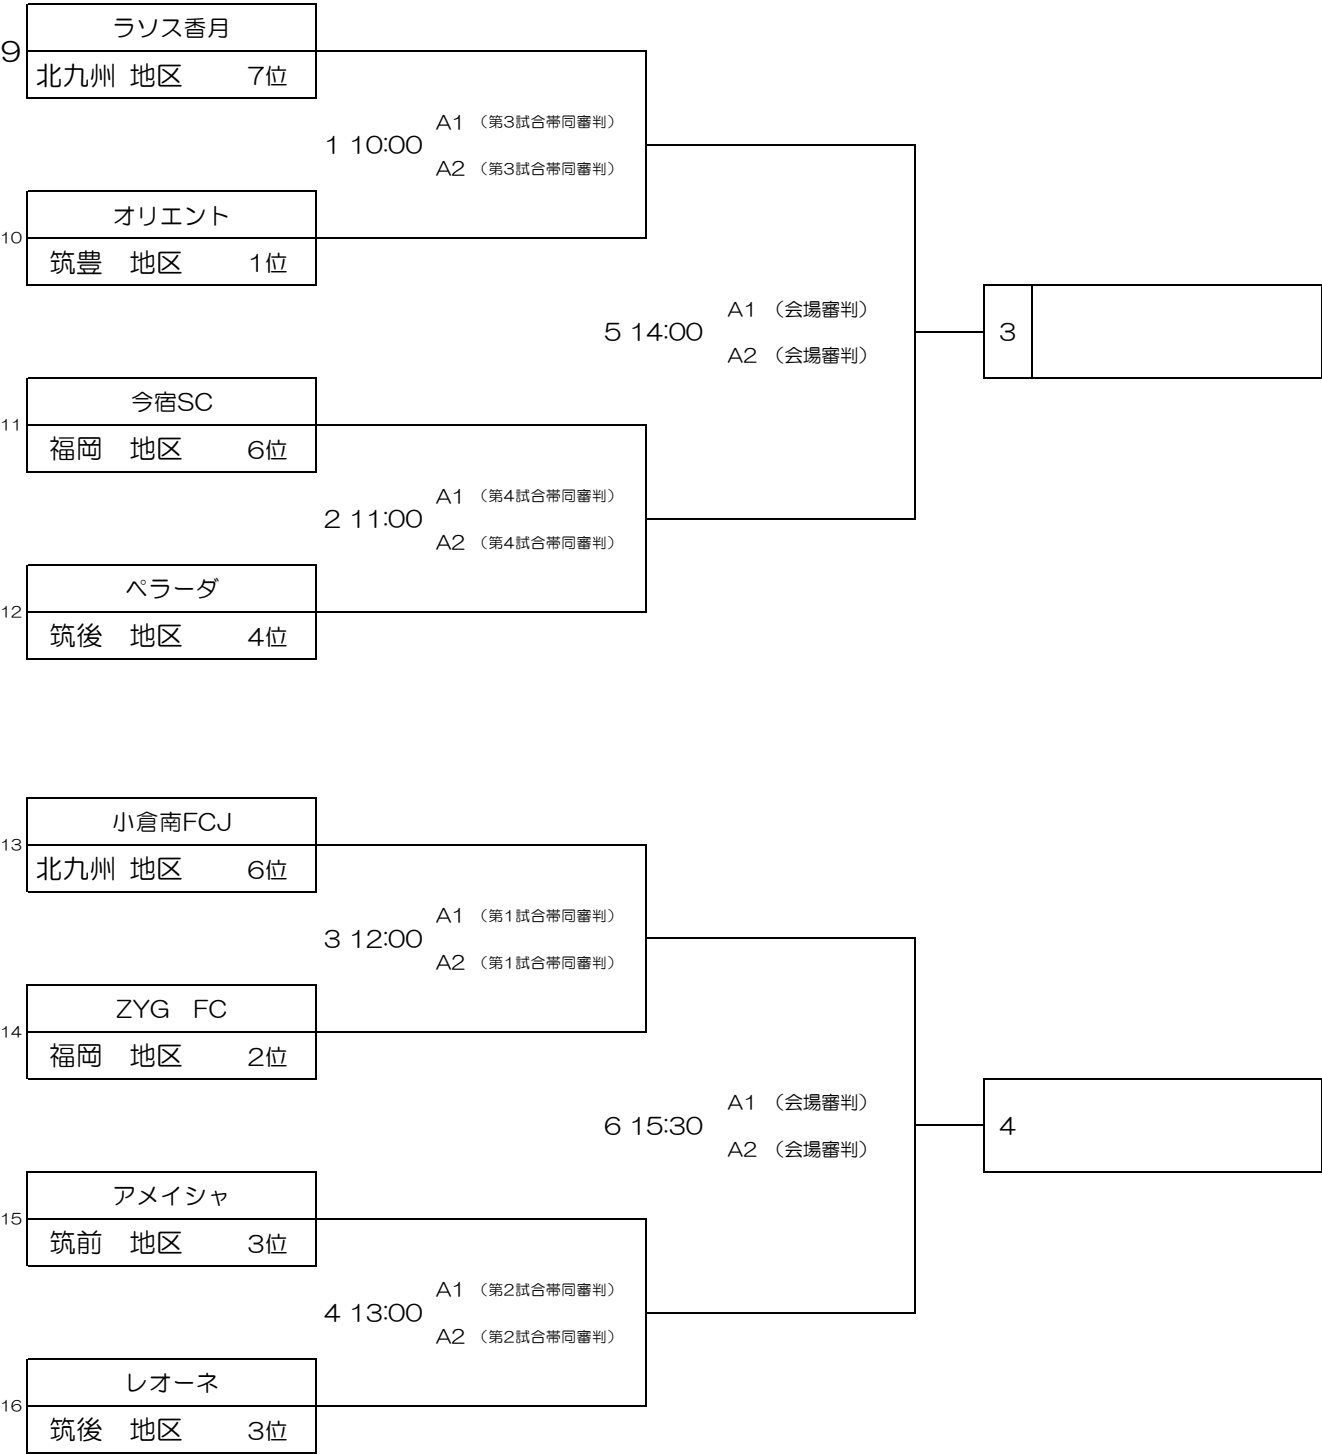 ラソス香月
9
北九州 地区 7位
A1 （第3試合帯同審判）
1 10:00
A2 （第3試合帯同審判）
オリエント
10
筑豊 地区 1位
A1 （会場審判）
5 14:00
A2 （会場審判）
3
今宿SC
11
福岡 地区 6位
A1 （第4試合帯同審判）
2 11:00
A2 （第4試合帯同審判）
ペラーダ
12
筑後 地区 4位
小倉南FCJ
13
北九州 地区 6位
A1 （第1試合帯同審判）
3 12:00
A2 （第1試合帯同審判）
ZYG　FC
14
福岡 地区 2位
A1 （会場審判）
6 15:30
A2 （会場審判）
4
アメイシャ
15
筑前 地区 3位
A1 （第2試合帯同審判）
4 13:00
A2 （第2試合帯同審判）
レオーネ
16
筑後 地区 3位